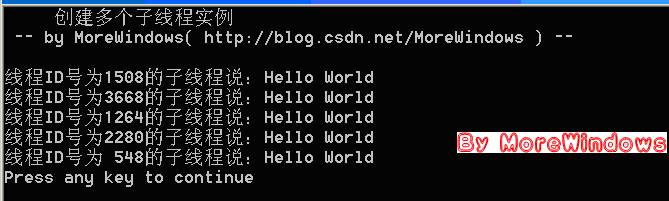 创建多个子线程实例
-- by MoreWindows( http://blog.csdn.net/MoreWindows ) --
线程ID号为1508的子线程说：Hello World
线程ID号为3668的子线程说：Hello World
线程ID号为1264的子线程说：Hello World
线程ID号为2280的子线程说：Hello World
线程ID号为 548的子线程说：Hello World
Press any key to continue
By MoreWindows